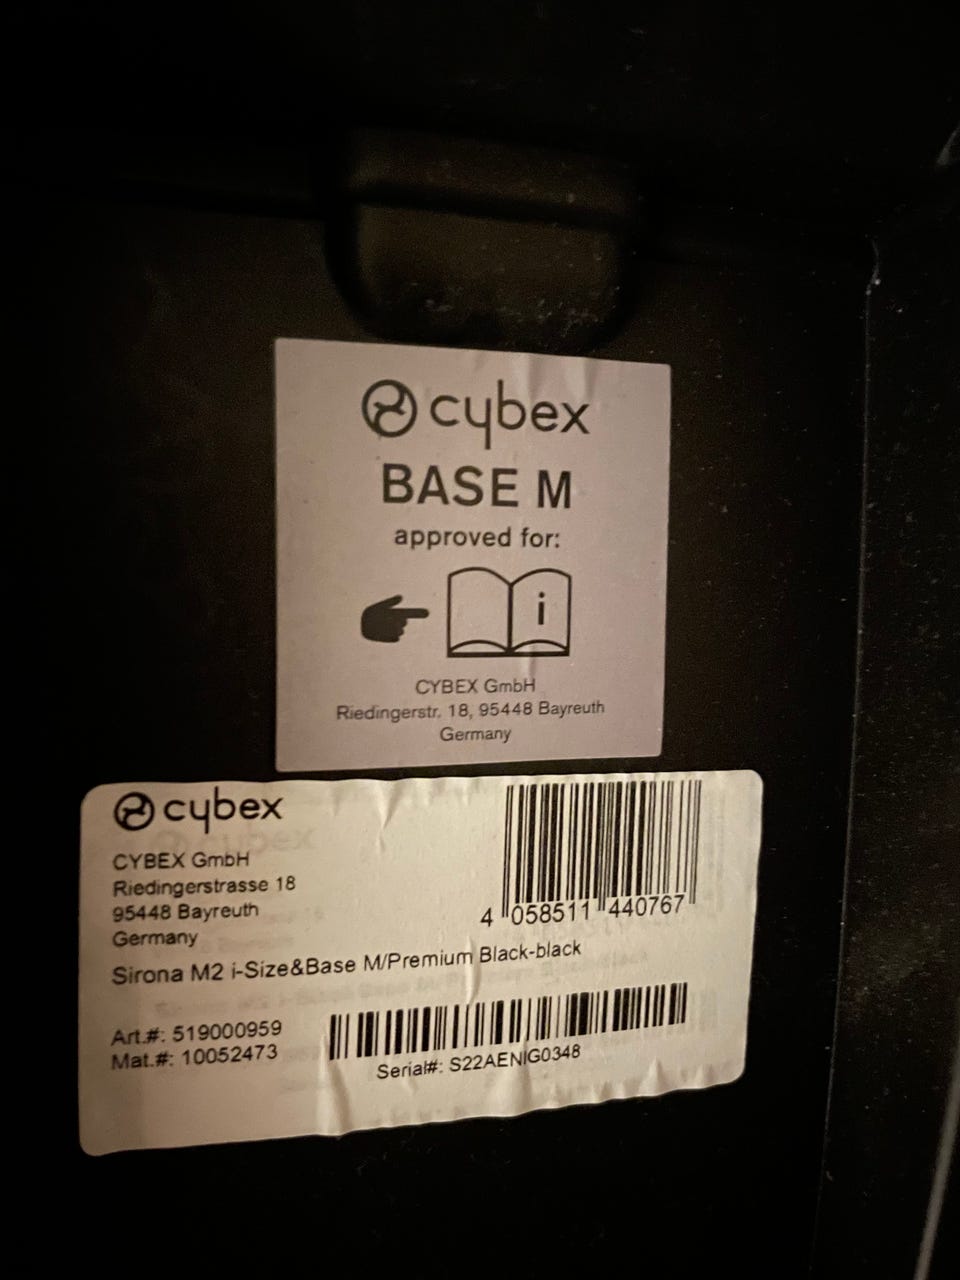 cybex
BASE M
approved for:
i
CYBEX GmbH
Riedingerstr. 18, 95448 Bayreuth
Germany
cybex
CYBEX GmbH
Riedingerstrasse 18
95448 Bayreuth
Germany
4 058511 440767
Sirona M2 i-Size&Base M/Premium Black-black
Art.#: 519000959
Mat.#: 10052473
Serial#: S22AENIG0348